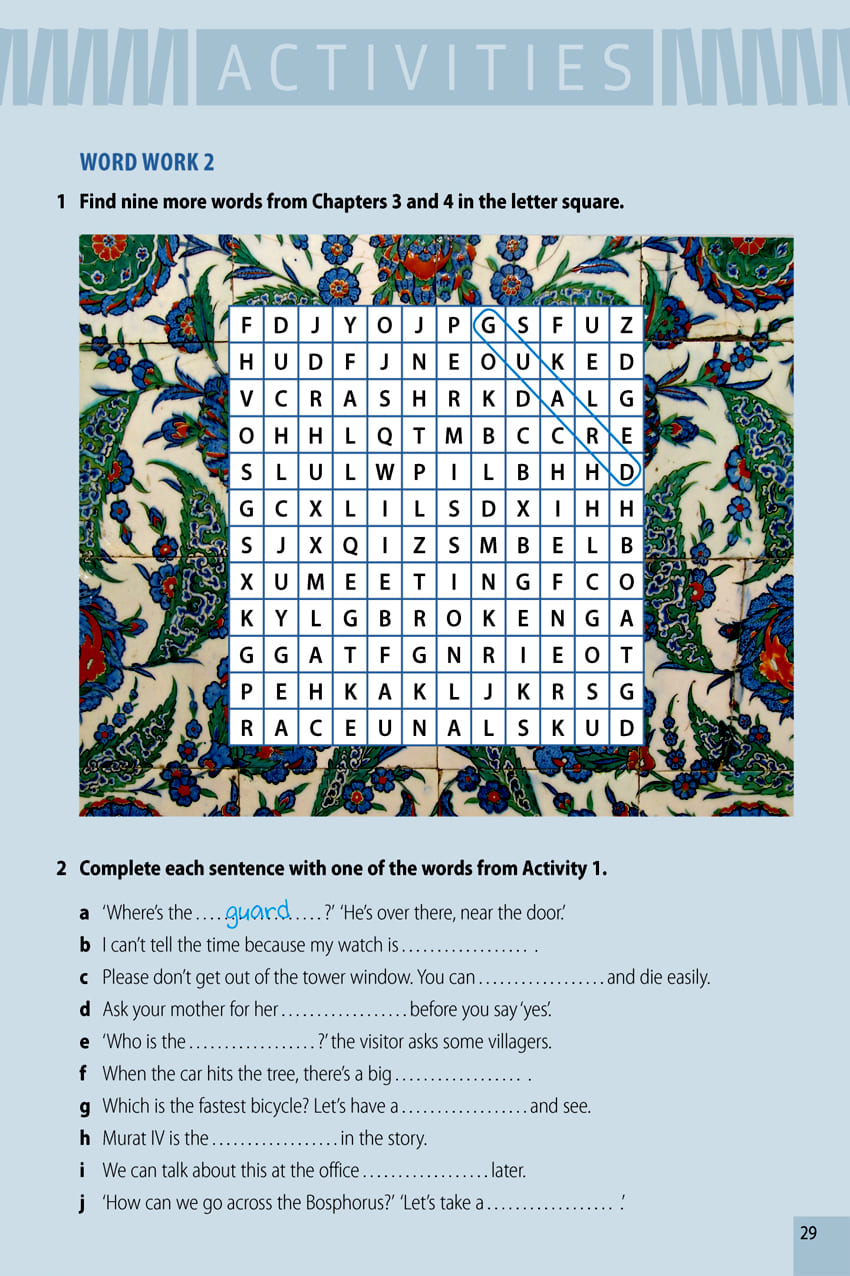 ACTIVITIES
WORD WORK 2
1 Find nine more words from Chapters 3 and 4 in the letter square.
F D J Y O J P G S F U Z
H U D F J N E O U K E D
V C R A S H R K D A L G
O H H L Q T M B C C R E
S L U L W P I L B H H D
G C X L I L S D X I H H
S J X Q I Z S M B E L B
X U M E E T I N G F C O
K Y L G B R O K E N G A
G G A T F G N R I E O T
P E H K A K L J K R S G
R A C E U N A L S K U D
2 Complete each sentence with one of the words from Activity 1.
a ‘Where’s the ....guard.....?’ ‘He’s over there, near the door.’
b I can’t tell the time because my watch is .................. .
c Please don’t get out of the tower window. You can .................. and die easily.
d Ask your mother for her .................. before you say ‘yes’.
e ‘Who is the ..................?’ the visitor asks some villagers.
f When the car hits the tree, there’s a big .................. .
g Which is the fastest bicycle? Let’s have a .................. and see.
h Murat IV is the .................. in the story.
i We can talk about this at the office .................. later.
j ‘How can we go across the Bosphorus?’ ‘Let’s take a .................. .’
29